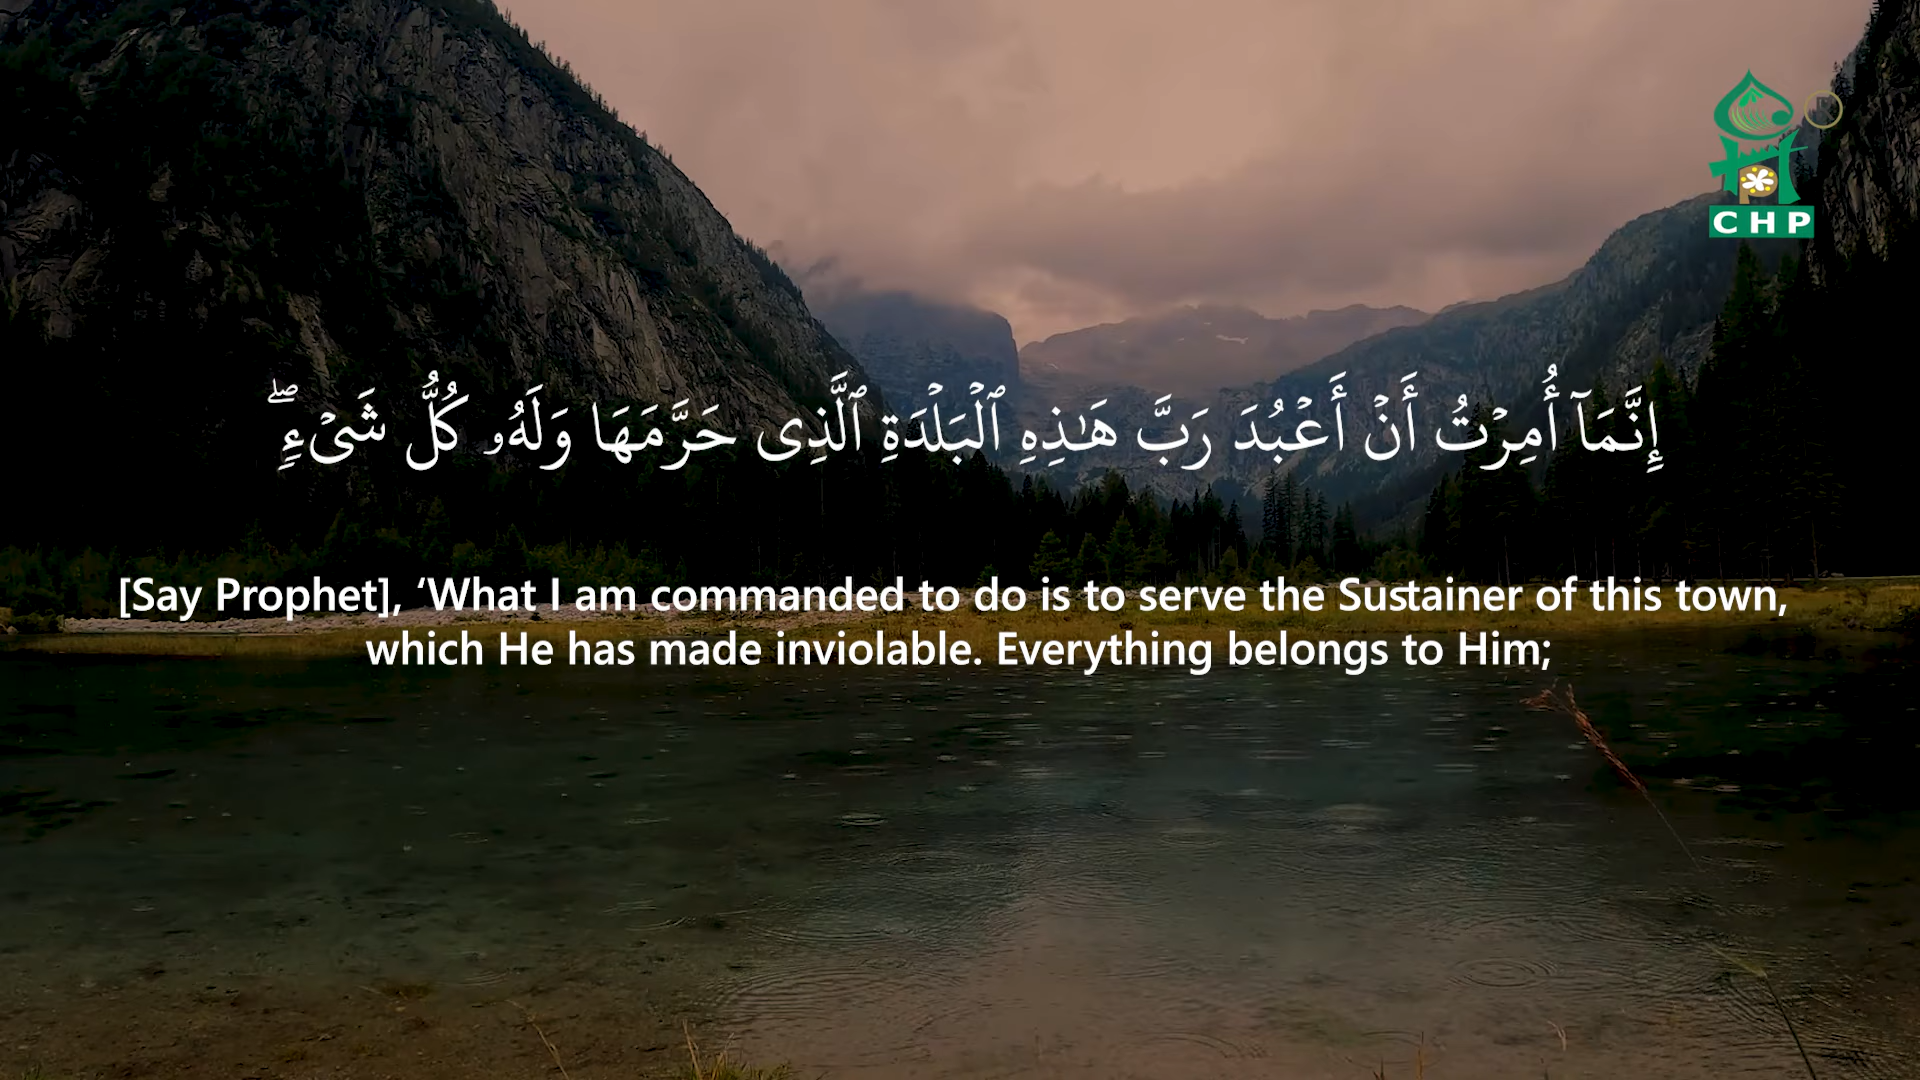 CHP
إِنَّمَآ أُمِرۡتُ أَنۡ أَعۡبُدَ رَبَّ هَـٰذِهِ ٱلۡبَلۡدَةِ ٱلَّذِى حَرَّمَهَا وَلَهُۥ كُلُّ شَىۡءٍۖ
[Say Prophet], ‘What I am commanded to do is to serve the Sustainer of this town,
which He has made inviolable. Everything belongs to Him;